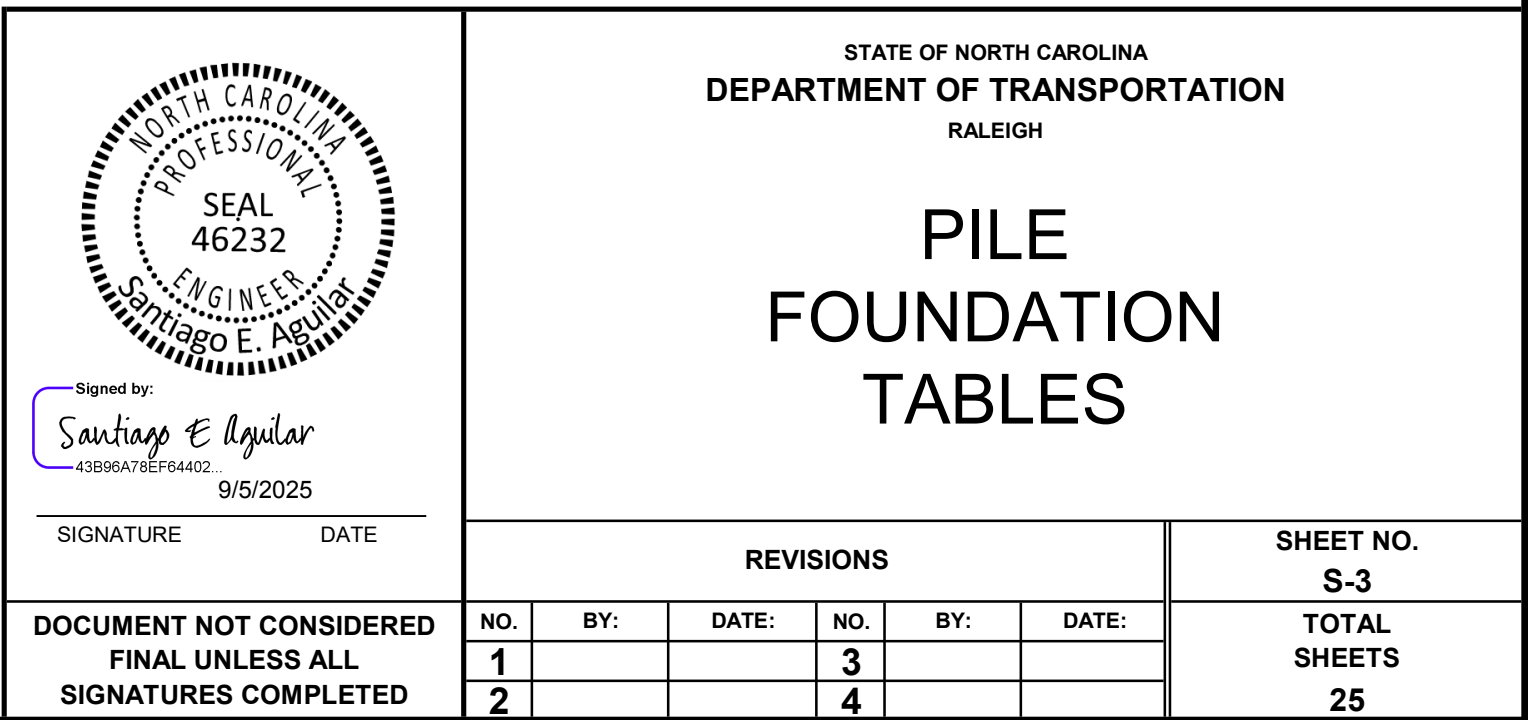 NORTH CAROLINA
PROFESSIONAL
SEAL
46232
ENGINEER
Santiago E. Aguilar
Signed by:
Santiago E Aguilar
43B96A78EF64402...
9/5/2025
SIGNATURE DATE
DOCUMENT NOT CONSIDERED
FINAL UNLESS ALL
SIGNATURES COMPLETED
STATE OF NORTH CAROLINA
DEPARTMENT OF TRANSPORTATION
RALEIGH
PILE
FOUNDATION
TABLES
REVISIONS
NO. BY: DATE: NO. BY: DATE:
1 3
2 4
SHEET NO.
S-3
TOTAL
SHEETS
25